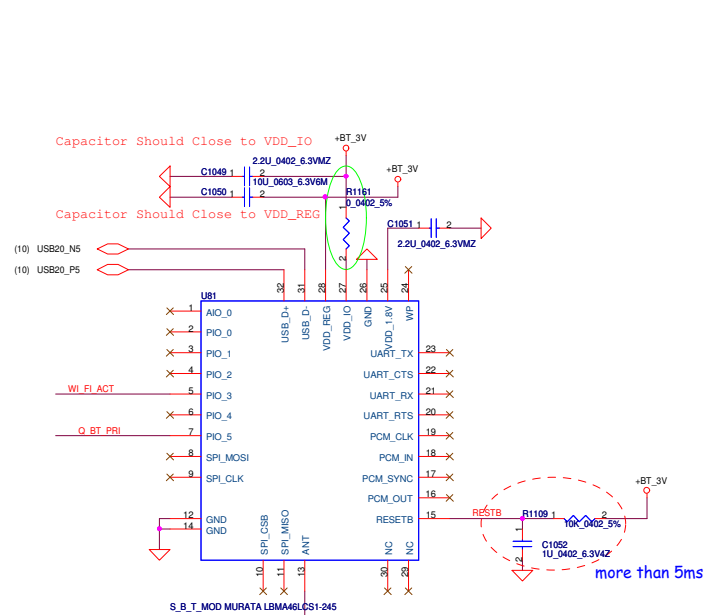 +BT_3V
Capacitor Should Close to VDD_IO
2.2U_0402_6.3VMZ
C1049 1 2
+BT_3V
10U_0603_6.3V6M
C1050 1 2
R1161
0_0402_5%
1
2
Capacitor Should Close to VDD_REG
C1051 1 2
2.2U_0402_6.3VMZ
(10) USB20_N5
(10) USB20_P5
32 31 28 27 26 25 24
U81
USB_D+ USB_D- VDD_REG VDD_IO GND VDD_1.8V WP
1 AIO_0
2 PIO_0
3 PIO_1
UART_TX 23
4 PIO_2
UART_CTS 22
WI_FI_ACT 5 PIO_3
UART_RX 21
6 PIO_4
UART_RTS 20
Q_BT_PRI 7 PIO_5
PCM_CLK 19
8 SPI_MOSI
PCM_IN 18
9 SPI_CLK
PCM_SYNC 17
PCM_OUT 16
+BT_3V
12 GND
14 GND
RESETB 15
RESTB
R1109 1 2
10K_0402_5%
1
2
C1052
1U_0402_6.3V4Z
SPI_CSB SPI_MISO ANT NC NC
10 11 13 30 29
more than 5ms
S_B_T_MOD MURATA LBMA46LCS1-245